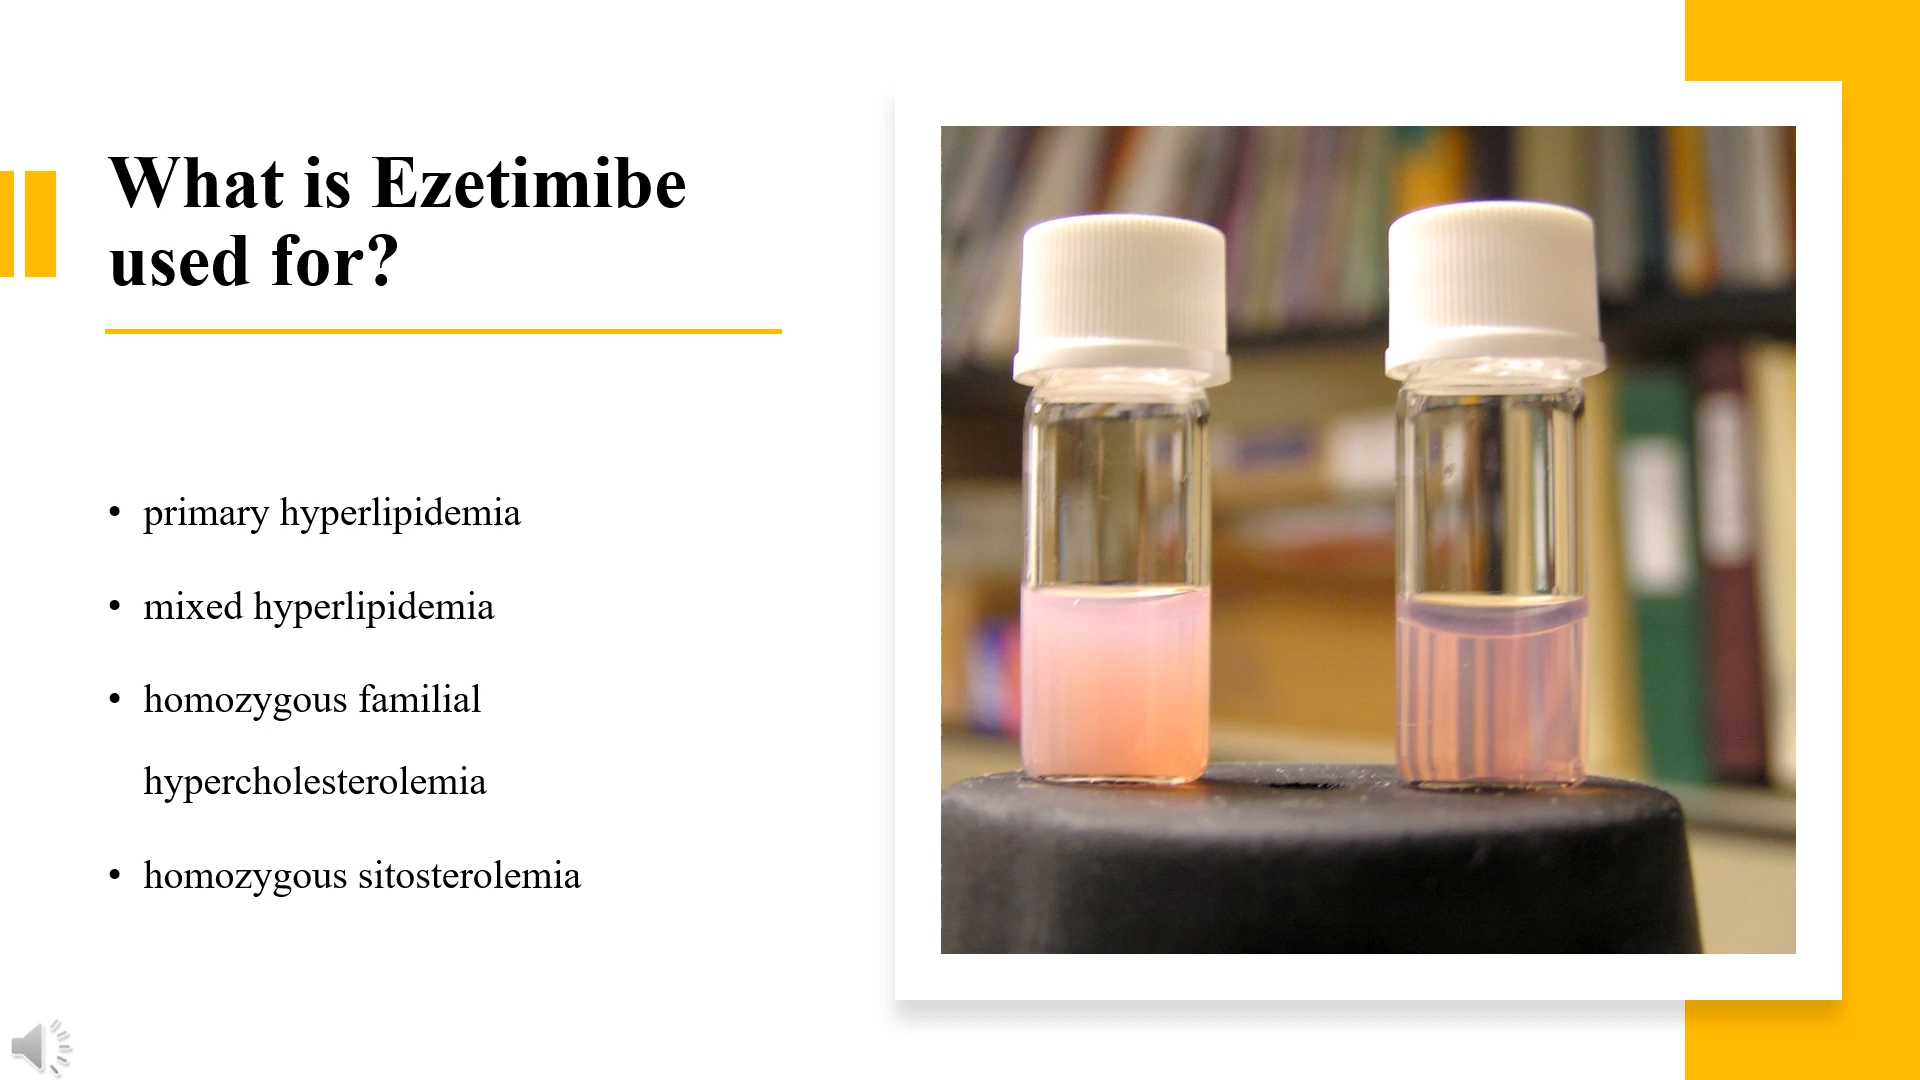 What is Ezetimibe
used for?
• primary hyperlipidemia
• mixed hyperlipidemia
• homozygous familial
hypercholesterolemia
• homozygous sitosterolemia